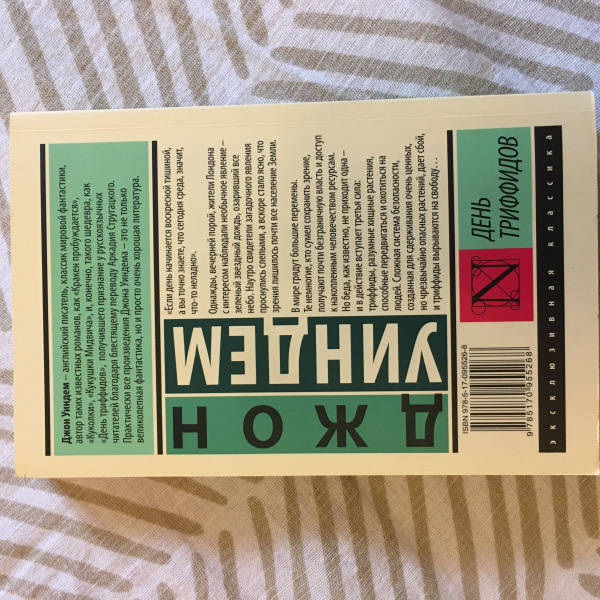 Джон Уиндем – английский писатель, классик мировой фантастики,
автор таких известных романов, как «Кракен пробуждается»,
«Куколки», «Кукушки Мидвича» и, конечно, такого шедевра, как
«День триффидов», получившего признание у русскоязычных
читателей благодаря блестящему переводу Аркадия Стругацкого.
Практически все произведения Джона Уиндема – это не только
великолепная фантастика, но и просто очень хорошая литература.
ДЖОН
УИНДЕМ
«Если день начинается воскресной тишиной,
а вы точно знаете, что сегодня среда, значит,
что-то неладно».
Однажды, вечерней порой, жители Лондона
с интересом наблюдали необычное явление –
зеленый звездный дождь, озаривший все
небо. Наутро свидетели загадочного явления
проснулись слепыми, а вскоре стало ясно, что
зрения лишилось почти все население Земли.
В мире грядут большие перемены.
Те немногие, кто сумел сохранить зрение,
получают почти безграничную власть и доступ
к накопленным человечеством ресурсам.
Но беда, как известно, не приходит одна –
и в действие вступает третья сила:
триффиды, разумные хищные растения,
способные передвигаться и охотиться на
людей. Сложная система безопасности,
созданная для сдерживания очень ценных,
но чрезвычайно опасных растений, дает сбой,
и триффиды вырываются на свободу…
ISBN 978-5-17-095526-8
9 785170 955268
ДЕНЬ
ТРИФФИДОВ
эксклюзивная классика